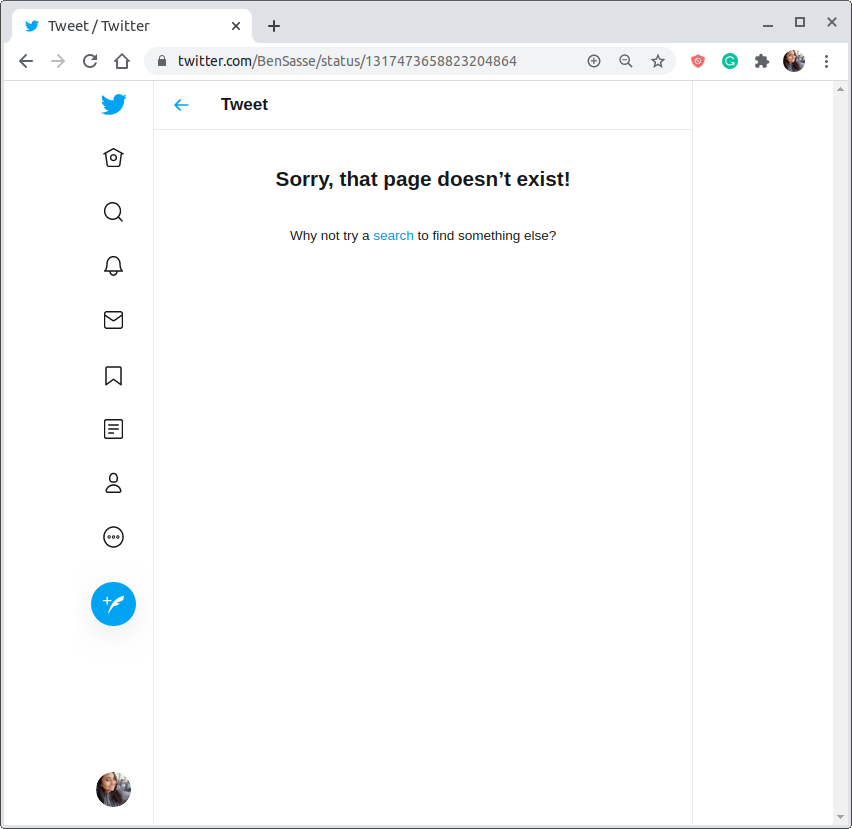 Tweet / Twitter
twitter.com/BenSasse/status/1317473658823204864
Tweet
Sorry, that page doesn’t exist!
Why not try a search to find something else?